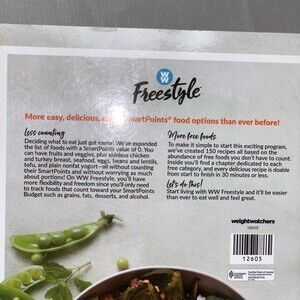 WW
Freestyle
More easy, delicious, SmartPoints® food options than ever before!
Less counting
Deciding what to eat just got easier. We've expanded
the list of foods with a SmartPoints value of 0. You
can have fruits and veggies, plus skinless chicken
and turkey breast, seafood, eggs, beans and lentils,
tofu, and plain nonfat yogurt—all without counting
their SmartPoints and without worrying as much
about portions! On WW Freestyle, you'll have
more flexibility and freedom since you'll only need
to track foods that count toward your SmartPoints
Budget such as grains, fats, desserts, and alcohol.
More free foods
To make it simple to start this exciting program,
we've created 150 recipes all based on the
abundance of free foods you don't have to count.
Inside you'll find a chapter dedicated to each
free category, and every delicious recipe is doable
from start to finish in 30 minutes or less.
Let's do this!
Start living with WW Freestyle and it'll be easier
than ever to eat well and feel great.
weightwatchers
12605
12605